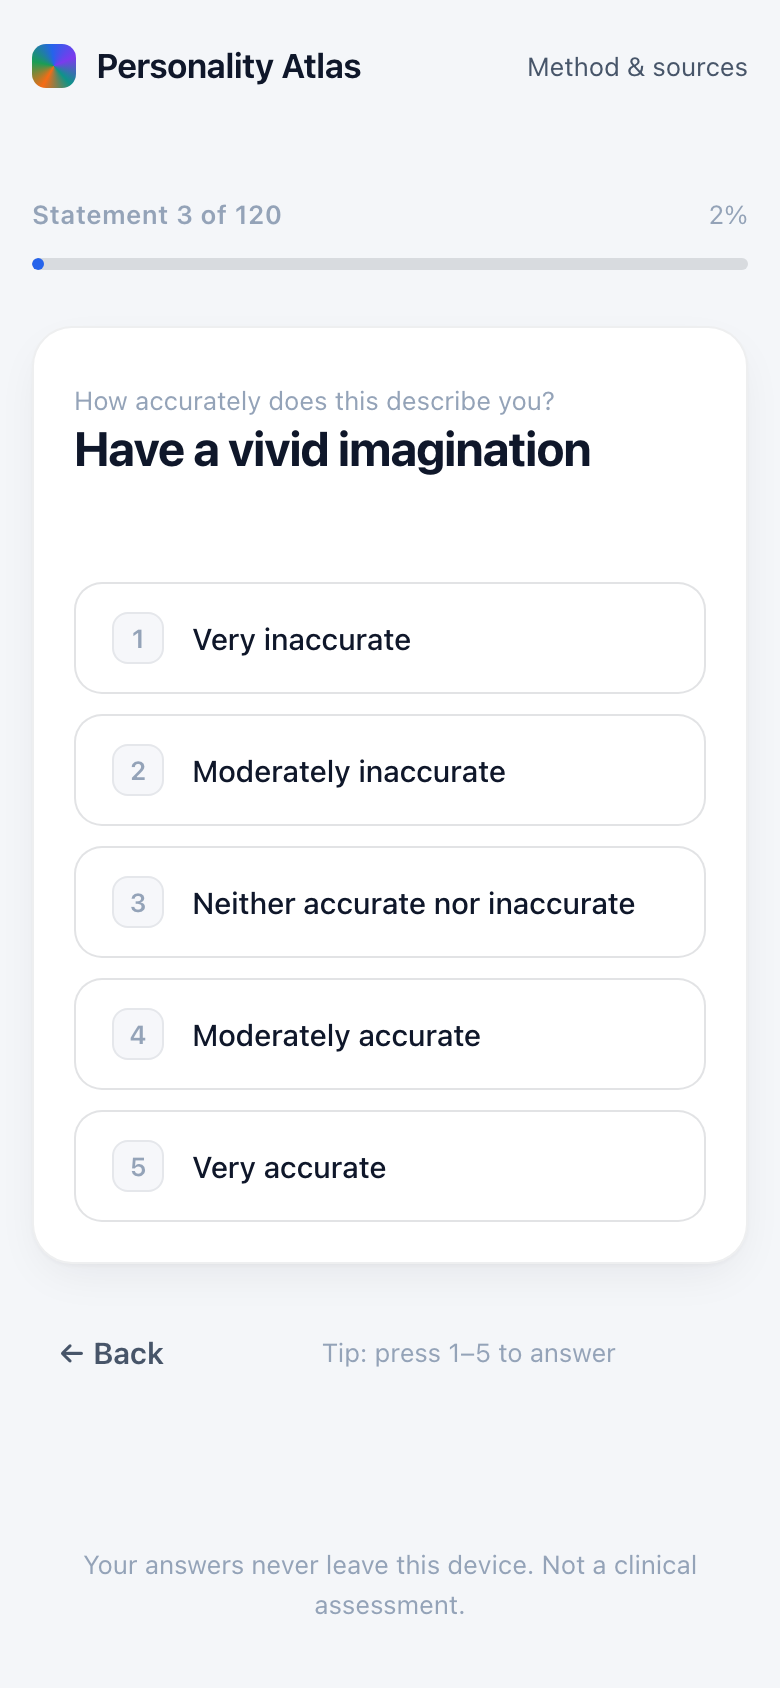 Personality Atlas
Method & sources
Statement 3 of 120
2%
How accurately does this describe you?
Have a vivid imagination
1 Very inaccurate
2 Moderately inaccurate
3 Neither accurate nor inaccurate
4 Moderately accurate
5 Very accurate
← Back
Tip: press 1–5 to answer
Your answers never leave this device. Not a clinical
assessment.